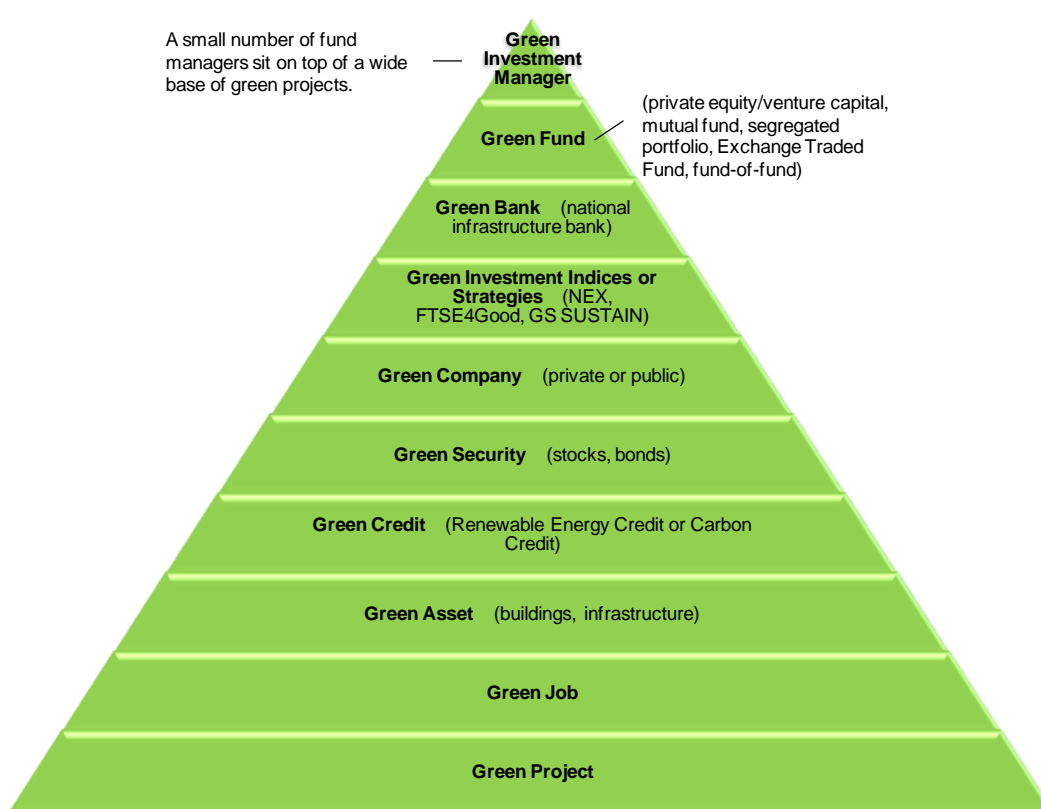 A small number of fund
managers sit on top of a wide
base of green projects.
Green
Investment
Manager
(private equity/venture capital,
mutual fund, segregated
portfolio, Exchange Traded
Fund, fund-of-fund)
Green Fund
Green Bank (national
infrastructure bank)
Green Investment Indices or
Strategies (NEX,
FTSE4Good, GS SUSTAIN)
Green Company (private or public)
Green Security (stocks, bonds)
Green Credit (Renewable Energy Credit or Carbon
Credit)
Green Asset (buildings, infrastructure)
Green Job
Green Project